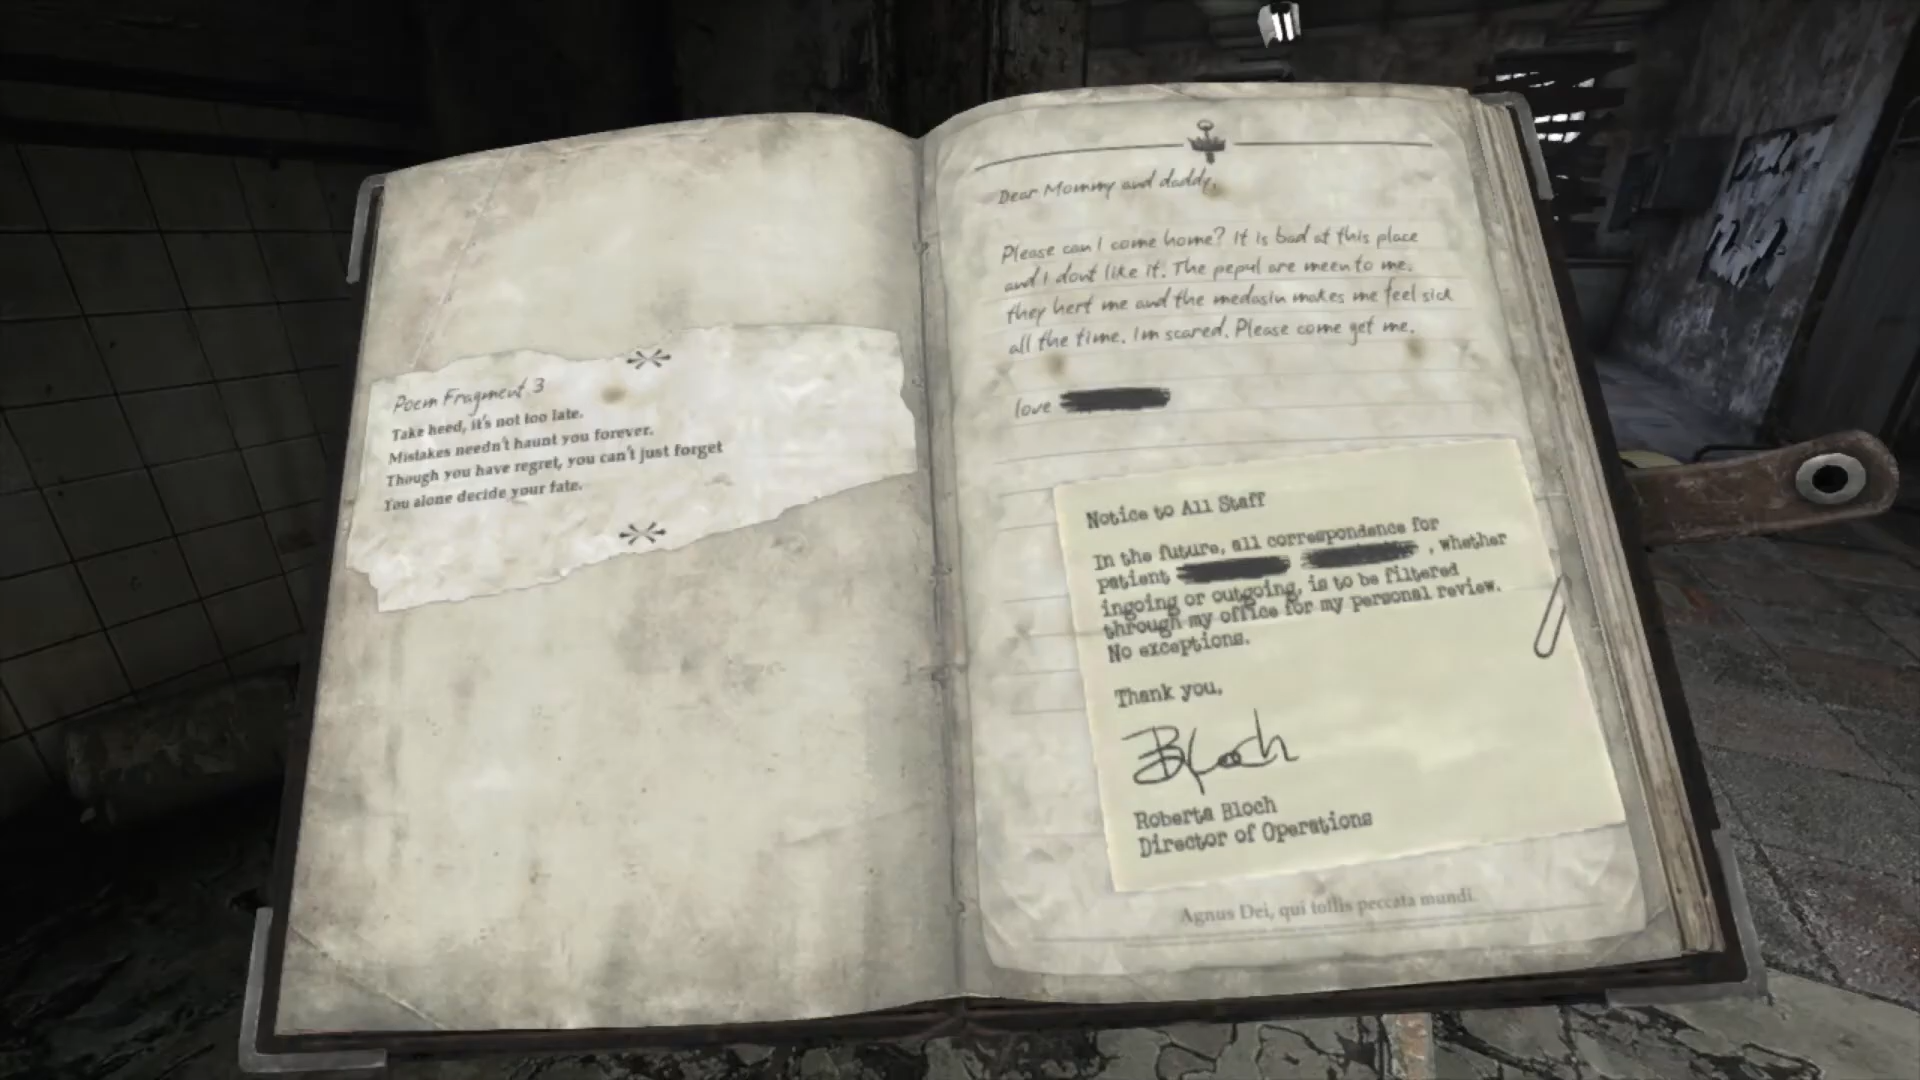 Poem Fragment 3
Take heed, it's not too late.
Mistakes needn't haunt you forever.
Though you have regret, you can't just forget
You alone decide your fate.
Dear Mommy and daddy,
Please can I come home? It is bad at this place
and I dont like it. The pepul are meen to me.
they hert me and the medasin makes me feel sick
all the time. Im scared. Please come get me.
love
Notice to All Staff
In the future, all correspondence for
patient , whether
ingoing or outgoing, is to be filtered
through my office for my personal review.
No exceptions.
Thank you,
Bloch
Roberta Bloch
Director of Operations
Agnus Dei, qui tollis peccata mundi.